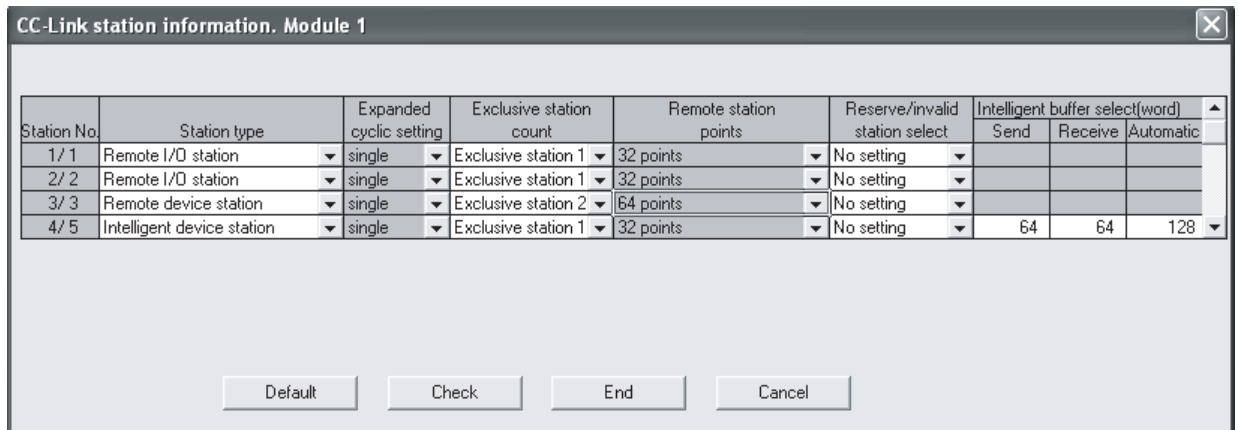 CC-Link station information. Module 1
Expanded Exclusive station Remote station Reserve/invalid Intelligent buffer select(word)
Station No. Station type cyclic setting count points station select Send Receive Automatic
1/ 1 Remote I/O station single Exclusive station 1 32 points No setting
2/ 2 Remote I/O station single Exclusive station 1 32 points No setting
3/ 3 Remote device station single Exclusive station 2 64 points No setting
4/ 5 Intelligent device station single Exclusive station 1 32 points No setting 64 64 128
Default Check End Cancel